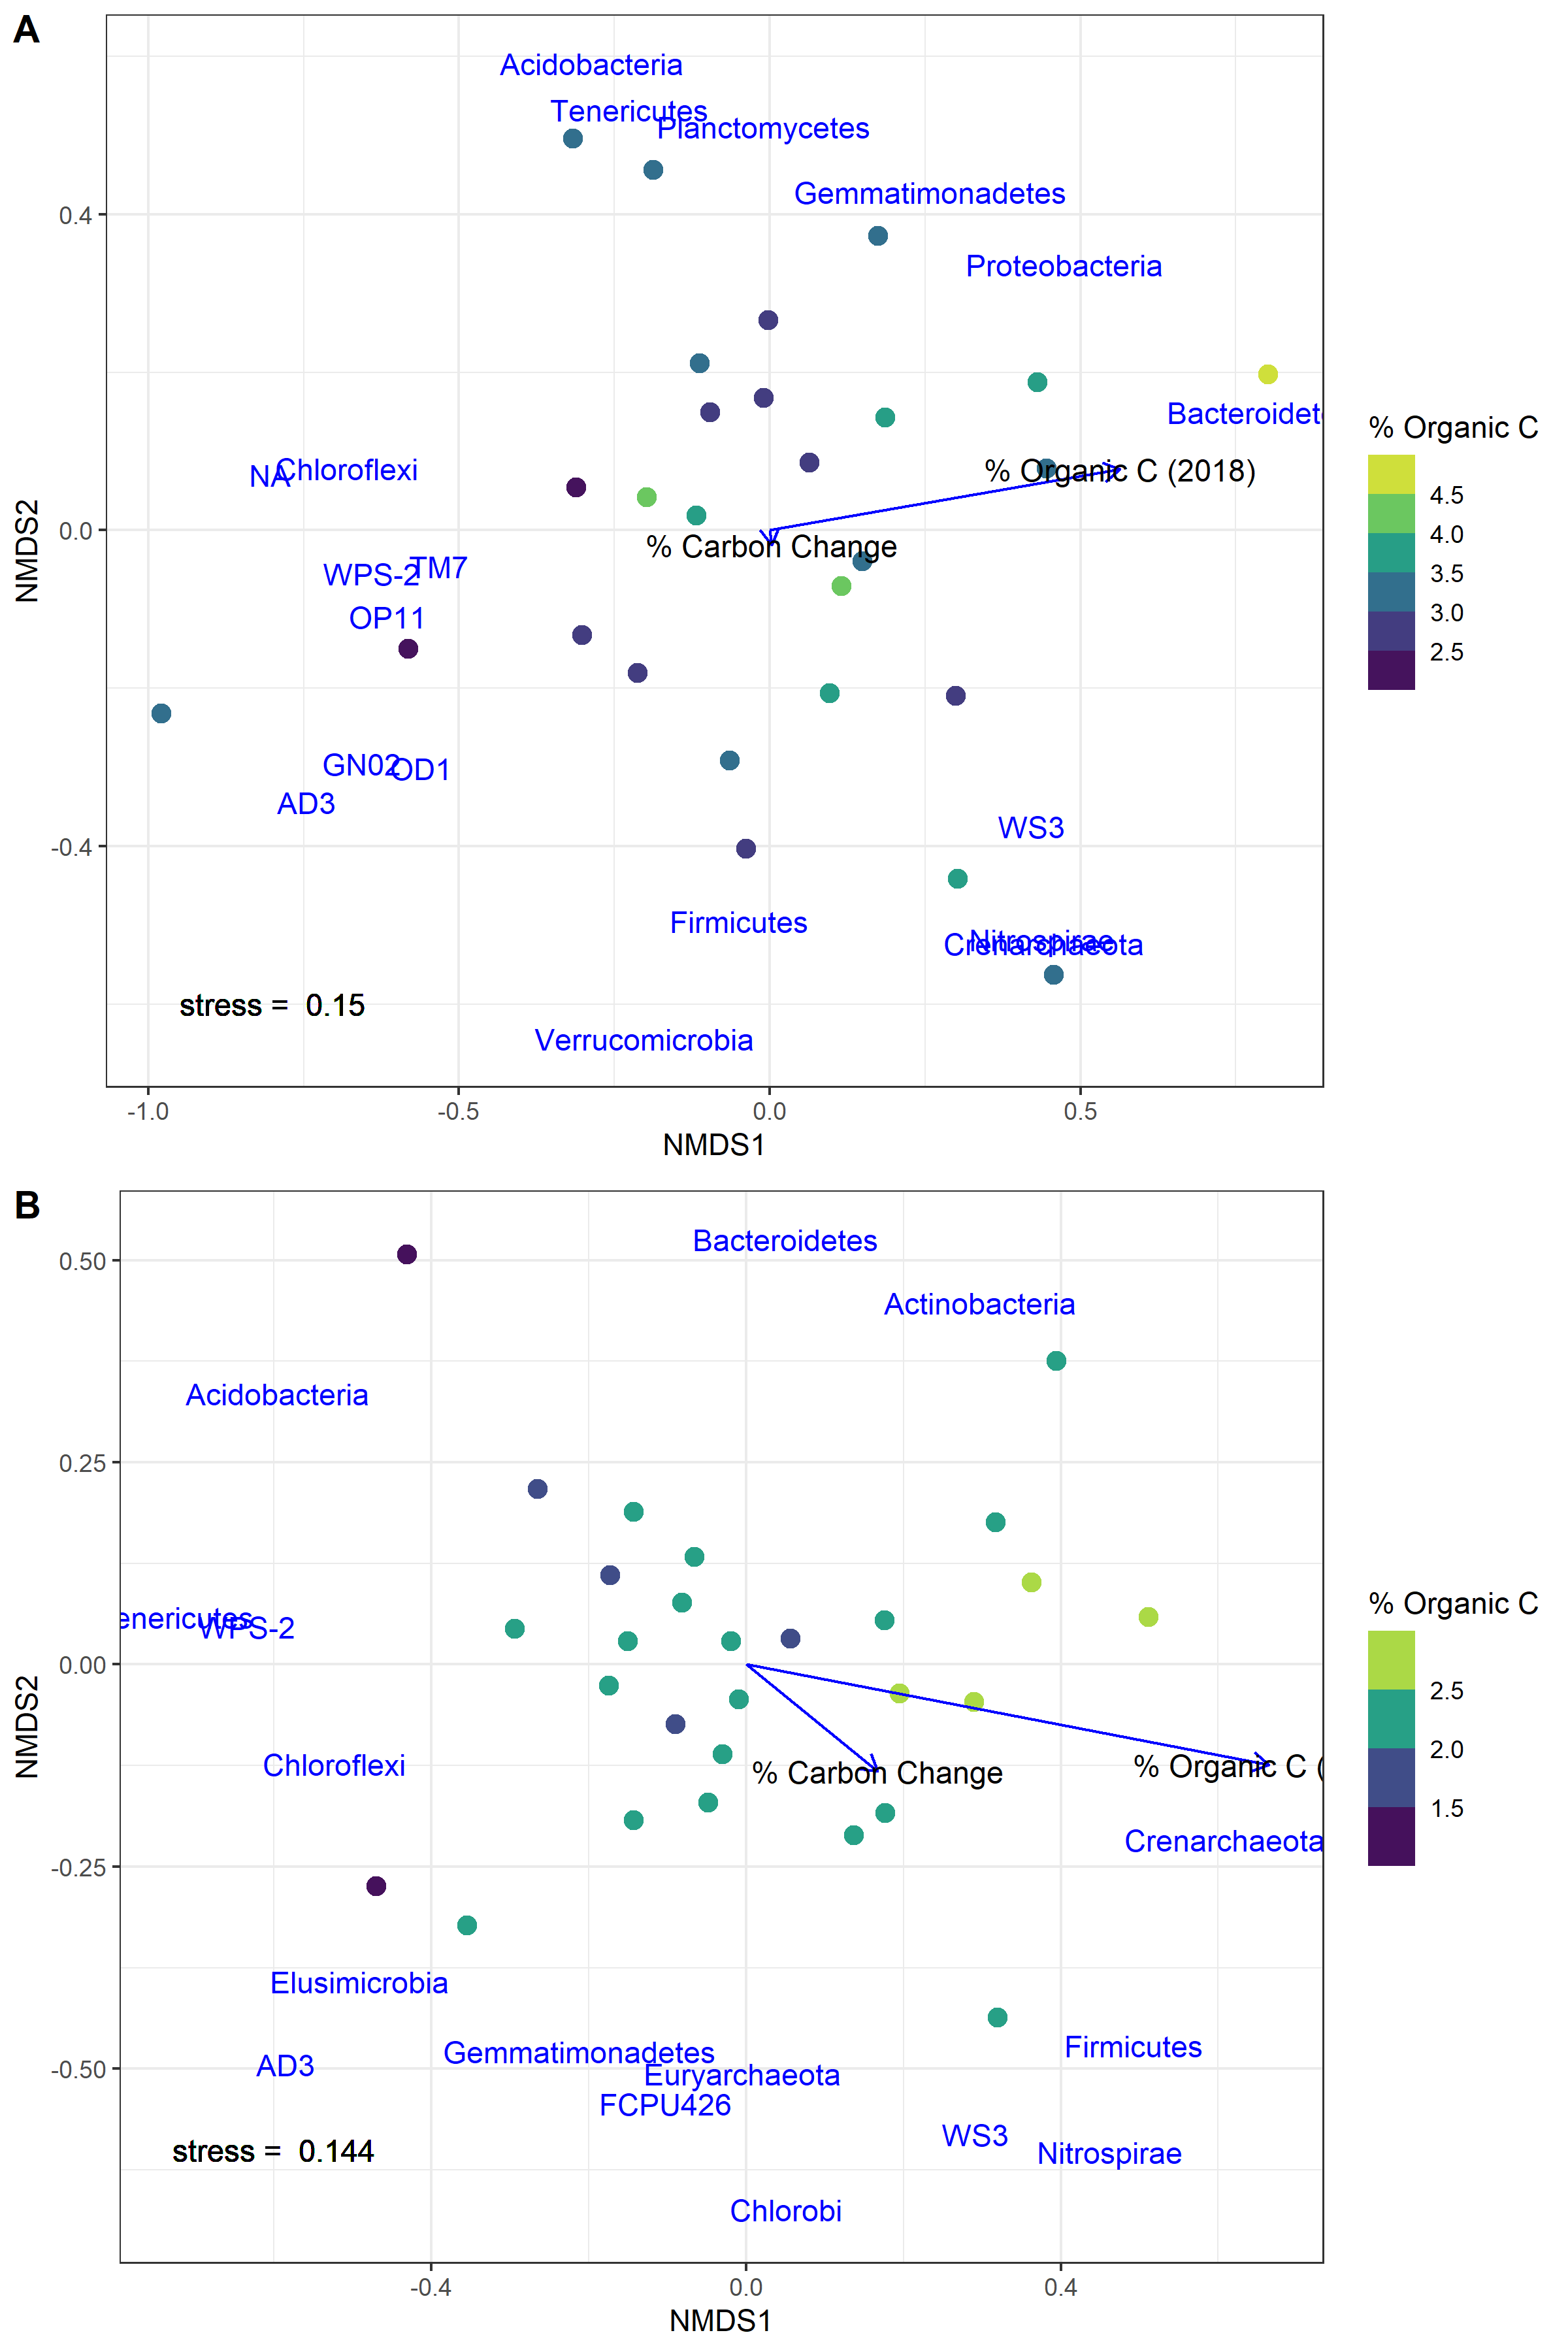 A
Acidobacteria
Tenericutes
Planctomycetes
Gemmatimonadetes
Proteobacteria
Bacteroidet
NA
Chloroflexi
% Organic C (2018)
% Carbon Change
WPS-2
TM7
OP11
GN02
OD1
AD3
WS3
Firmicutes
Nitrospirae
Crenarchaeota
stress = 0.15
Verrucomicrobia
0.4
0.0
-0.4
NMDS2
-1.0
-0.5
0.0
0.5
NMDS1
% Organic C
4.5
4.0
3.5
3.0
2.5
B
Bacteroidetes
Actinobacteria
Acidobacteria
enericutes
WPS-2
Chloroflexi
% Carbon Change
% Organic C (
Crenarchaeota
Elusimicrobia
AD3
Gemmatimonadetes
Euryarchaeota
FCPU426
Firmicutes
WS3
Nitrospirae
stress = 0.144
Chlorobi
0.50
0.25
0.00
-0.25
-0.50
NMDS2
-0.4
0.0
0.4
NMDS1
% Organic C
2.5
2.0
1.5